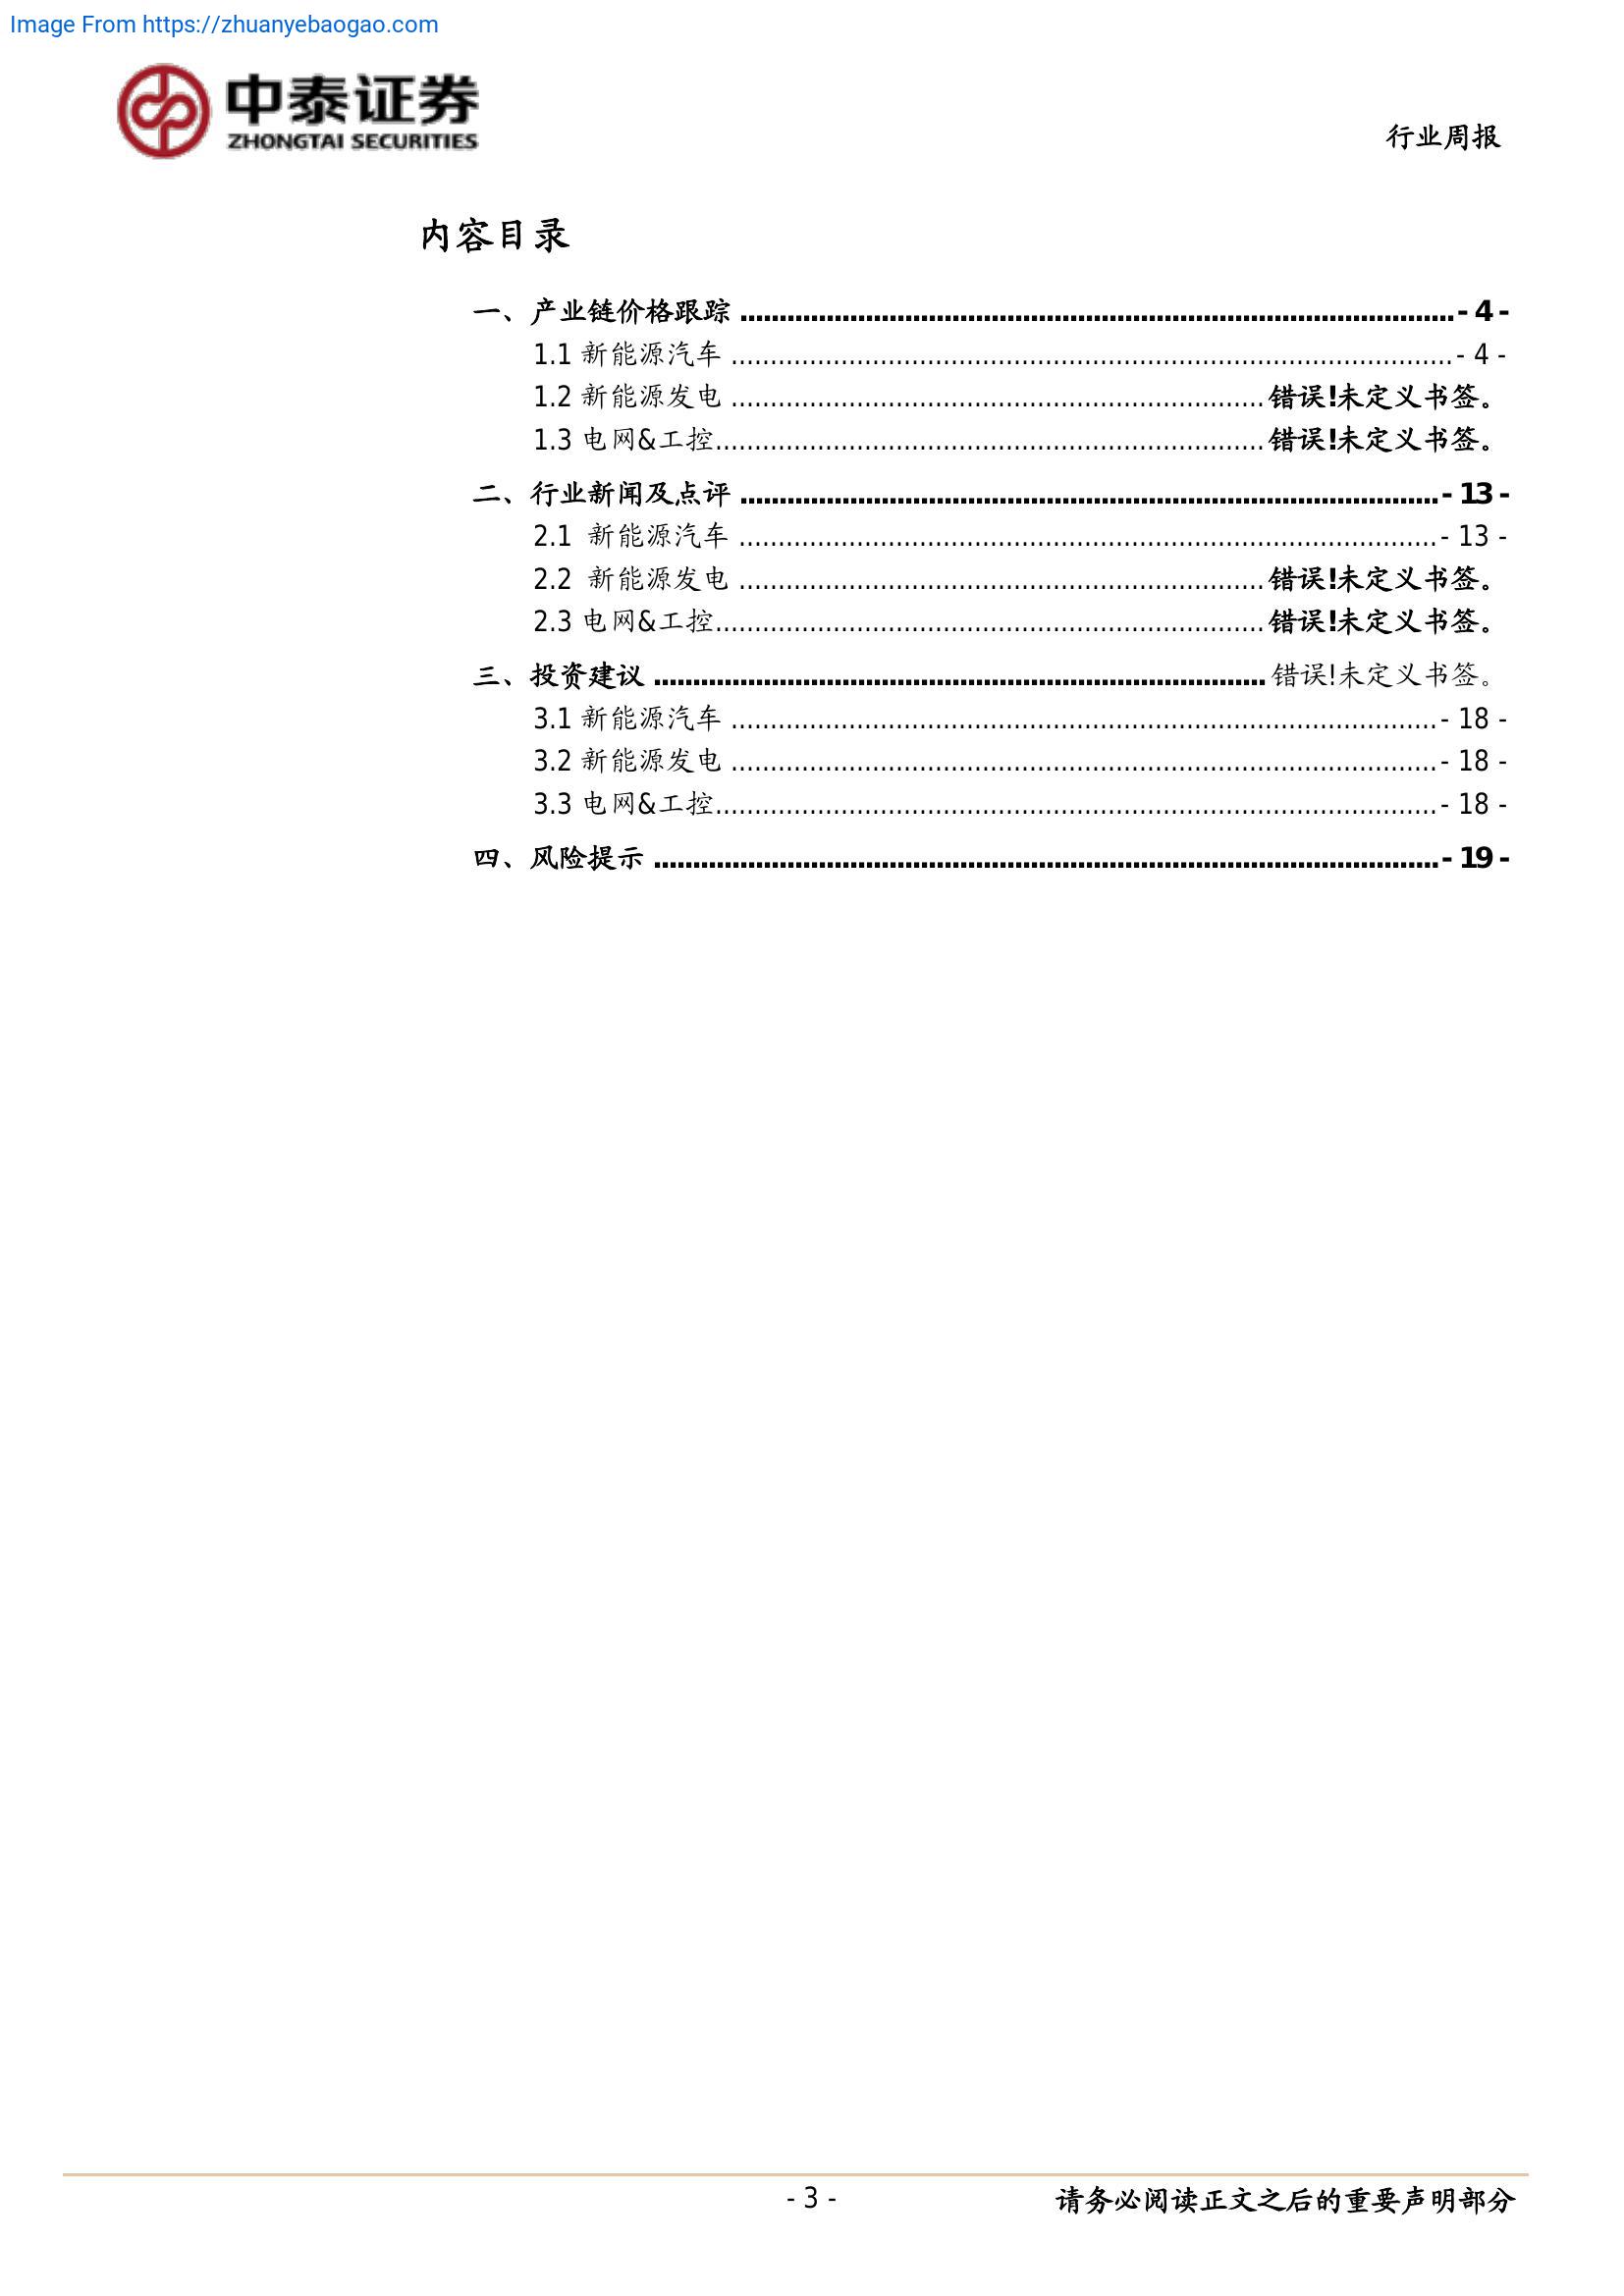 Image From https://zhuanyebaogao.com
中泰证券
ZHONGTAI SECURITIES
行业周报
内容目录
一、产业链价格跟踪 ........................................................................................ - 4 -
1.1 新能源汽车 ........................................................................................ - 4 -
1.2 新能源发电 .................................................................. 错误!未定义书签。
1.3 电网&工控.................................................................... 错误!未定义书签。
二、行业新闻及点评 ...................................................................................... - 13 -
2.1 新能源汽车 ...................................................................................... - 13 -
2.2 新能源发电 .................................................................. 错误!未定义书签。
2.3 电网&工控.................................................................... 错误!未定义书签。
三、投资建议 ............................................................................ 错误!未定义书签。
3.1 新能源汽车 ...................................................................................... - 18 -
3.2 新能源发电 ...................................................................................... - 18 -
3.3 电网&工控........................................................................................ - 18 -
四、风险提示 ................................................................................................. - 19 -
- 3 -
请务必阅读正文之后的重要声明部分